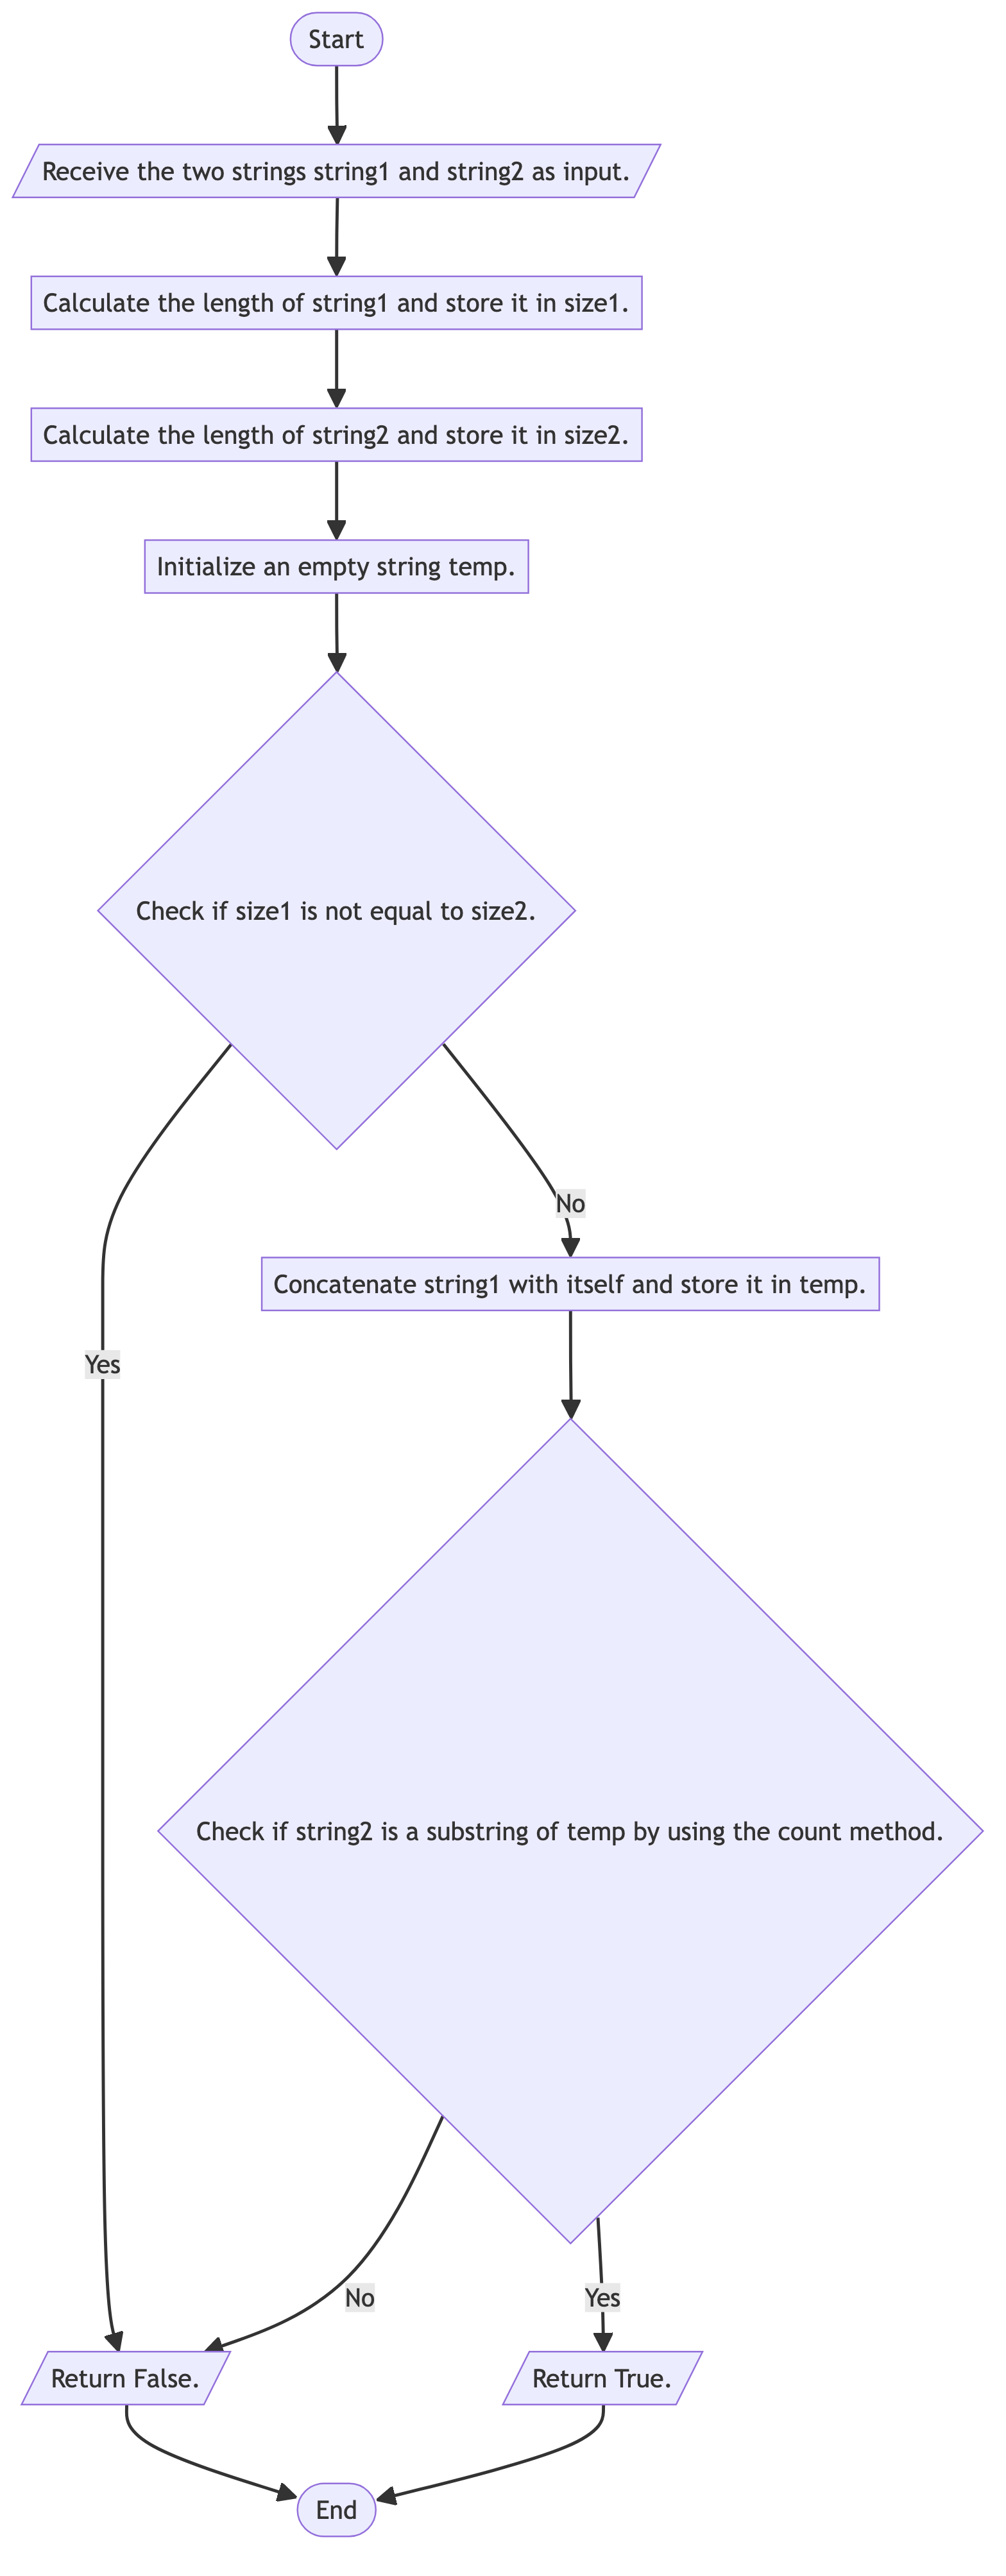 Start
Receive the two strings string1 and string2 as input.
Calculate the length of string1 and store it in size1.
Calculate the length of string2 and store it in size2.
Initialize an empty string temp.
Check if size1 is not equal to size2.
No
Concatenate string1 with itself and store it in temp.
Yes
Check if string2 is a substring of temp by using the count method.
No
Yes
Return False.
Return True.
End